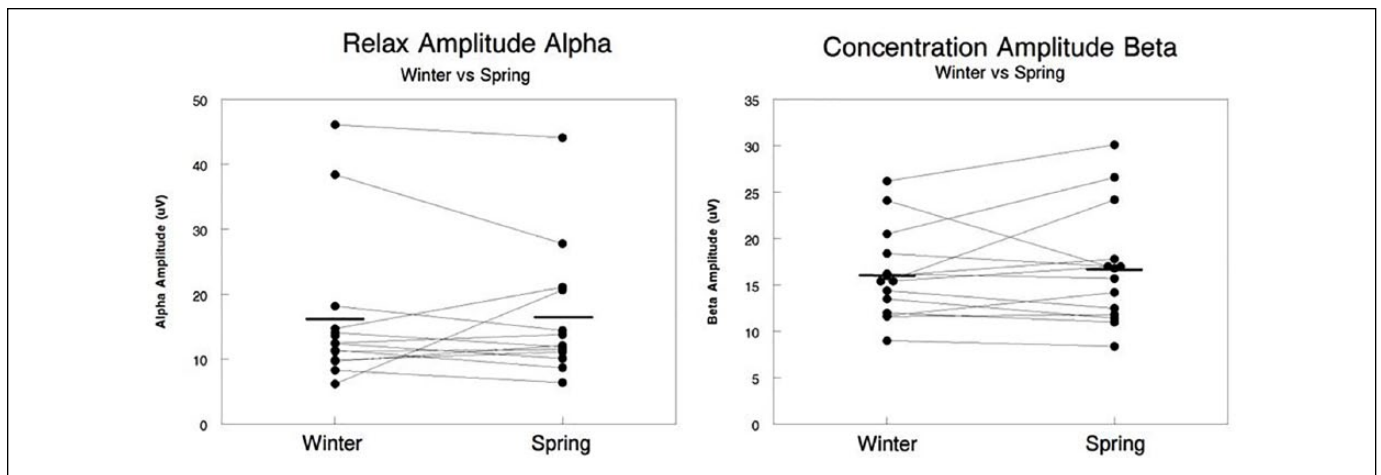 Relax Amplitude Alpha
Winter vs Spring
50
40
30
20
10
0
Alpha Amplitude (uV)
Winter
Spring
Concentration Amplitude Beta
Winter vs Spring
35
30
25
20
15
10
5
0
Beta Amplitude (uV)
Winter
Spring